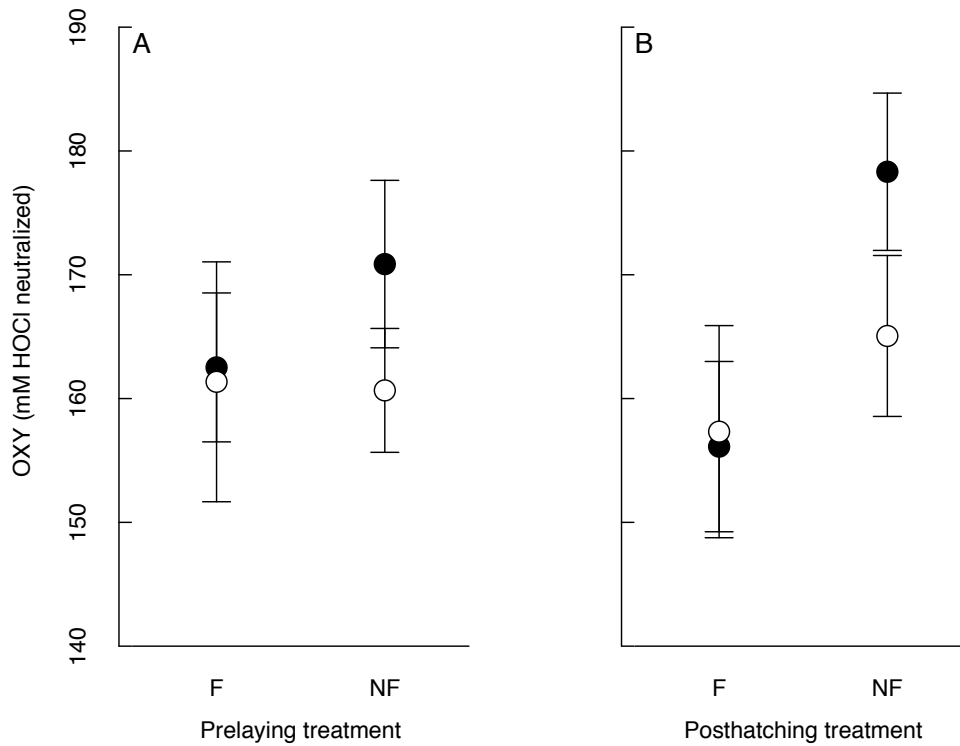 A
B
OXY (mM HOCl neutralized)
190
180
170
160
150
140
F
NF
F
NF
Prelaying treatment
Posthatching treatment